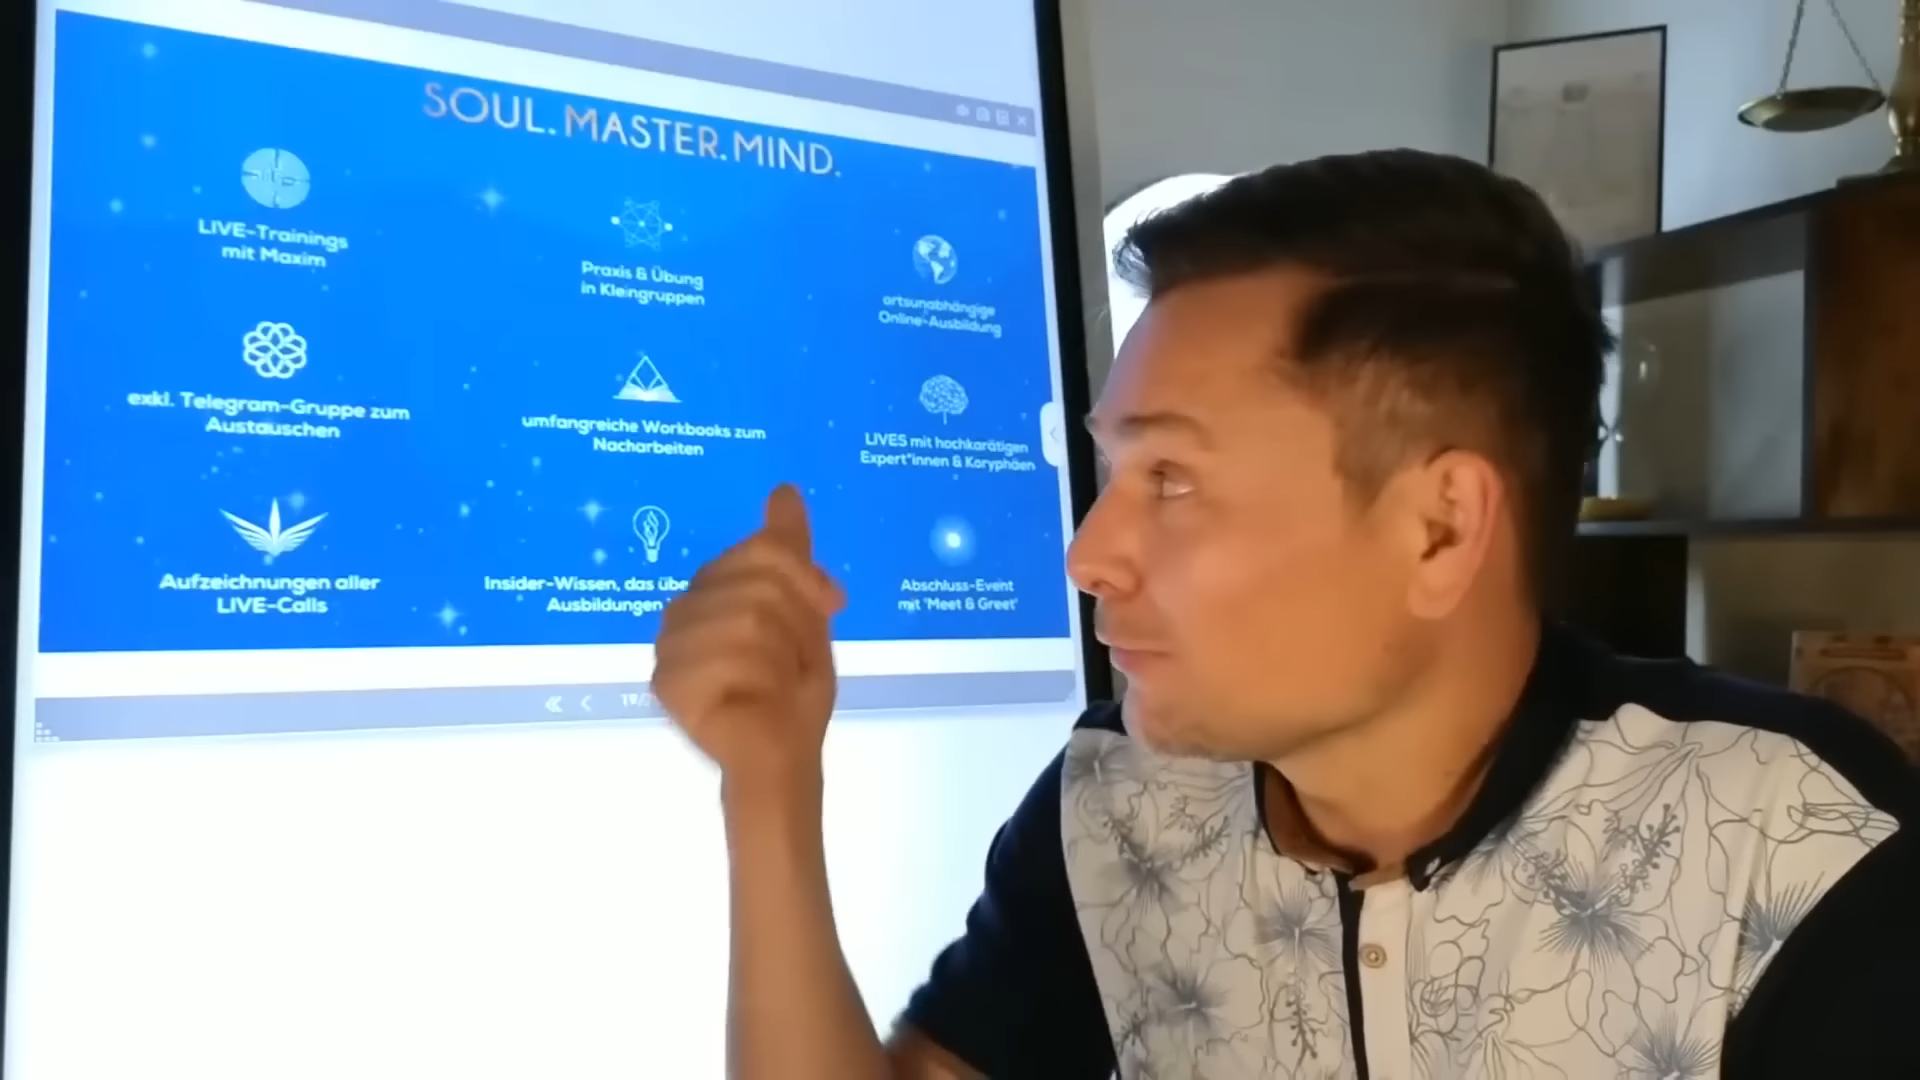 SOUL.MASTER.MIND.
LIVE-Trainings
mit Maxim
Praxis & Übung
in Kleingruppen
ortsunabhängige
Online-Ausbildung
exkl. Telegram-Gruppe zum
Austauschen
umfangreiche Workbooks zum
Nacharbeiten
LIVES mit hochkarätigen
Expert*innen & Koryphäen
Aufzeichnungen aller
LIVE-Calls
Insider-Wissen, das
Ausbildungen
Abschluss-Event
mit 'Meet & Greet'
19/